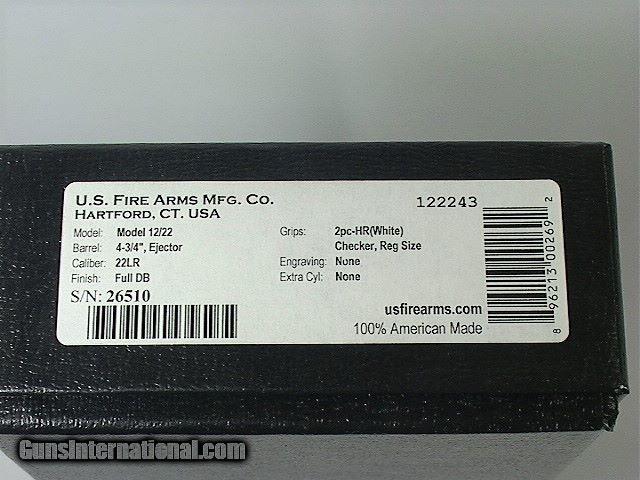 U.S. FIRE ARMS MFG. CO.
HARTFORD, CT. USA
122243
Model: Model 12/22
Barrel: 4-3/4", Ejector
Caliber: 22LR
Finish: Full DB
S/N: 26510
Grips: 2pc-HR(White)
Checker, Reg Size
Engraving: None
Extra Cyl: None
usfirearms.com
100% American Made
8 96213 00269 2
GunsInternational.com